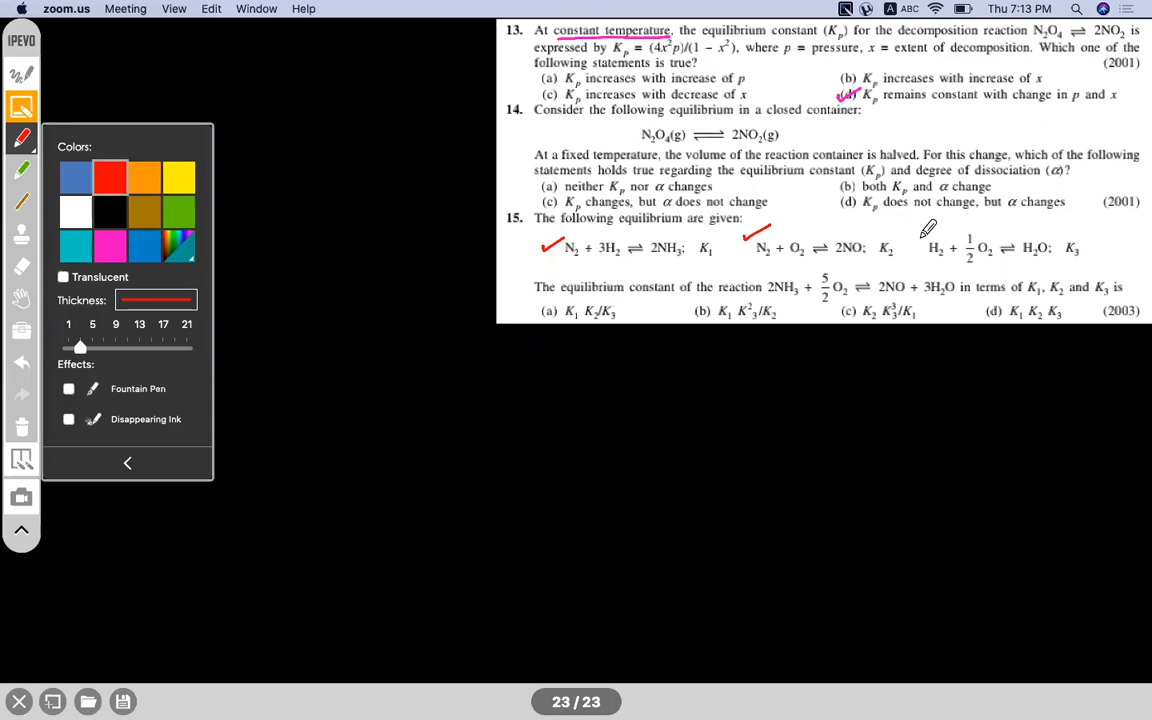 zoom.us Meeting View Edit Window Help ABC Thu 7:13 PM
IPEVO
Colors:
Translucent
Thickness:
1 5 9 13 17 21
Effects:
Fountain Pen
Disappearing Ink
13. At constant temperature, the equilibrium constant (Kp) for the decomposition reaction N₂O₄ ⇌ 2NO₂ is
expressed by Kp = (4x²p)/(1 − x²), where p = pressure, x = extent of decomposition. Which one of the
following statements is true? (2001)
(a) Kp increases with increase of p (b) Kp increases with increase of x
(c) Kp increases with decrease of x (d) Kp remains constant with change in p and x
14. Consider the following equilibrium in a closed container:
N₂O₄(g) ⇌ 2NO₂(g)
At a fixed temperature, the volume of the reaction container is halved. For this change, which of the following
statements holds true regarding the equilibrium constant (Kp) and degree of dissociation (α)?
(a) neither Kp nor α changes (b) both Kp and α change
(c) Kp changes, but α does not change (d) Kp does not change, but α changes (2001)
15. The following equilibrium are given:
N₂ + 3H₂ ⇌ 2NH₃; K₁ N₂ + O₂ ⇌ 2NO; K₂ H₂ + 1/2 O₂ ⇌ H₂O; K₃
The equilibrium constant of the reaction 2NH₃ + 5/2 O₂ ⇌ 2NO + 3H₂O in terms of K₁, K₂ and K₃ is
(a) K₁ K₂/K₃ (b) K₁ K₃²/K₂ (c) K₂ K₃³/K₁ (d) K₁ K₂ K₃ (2003)
23 / 23